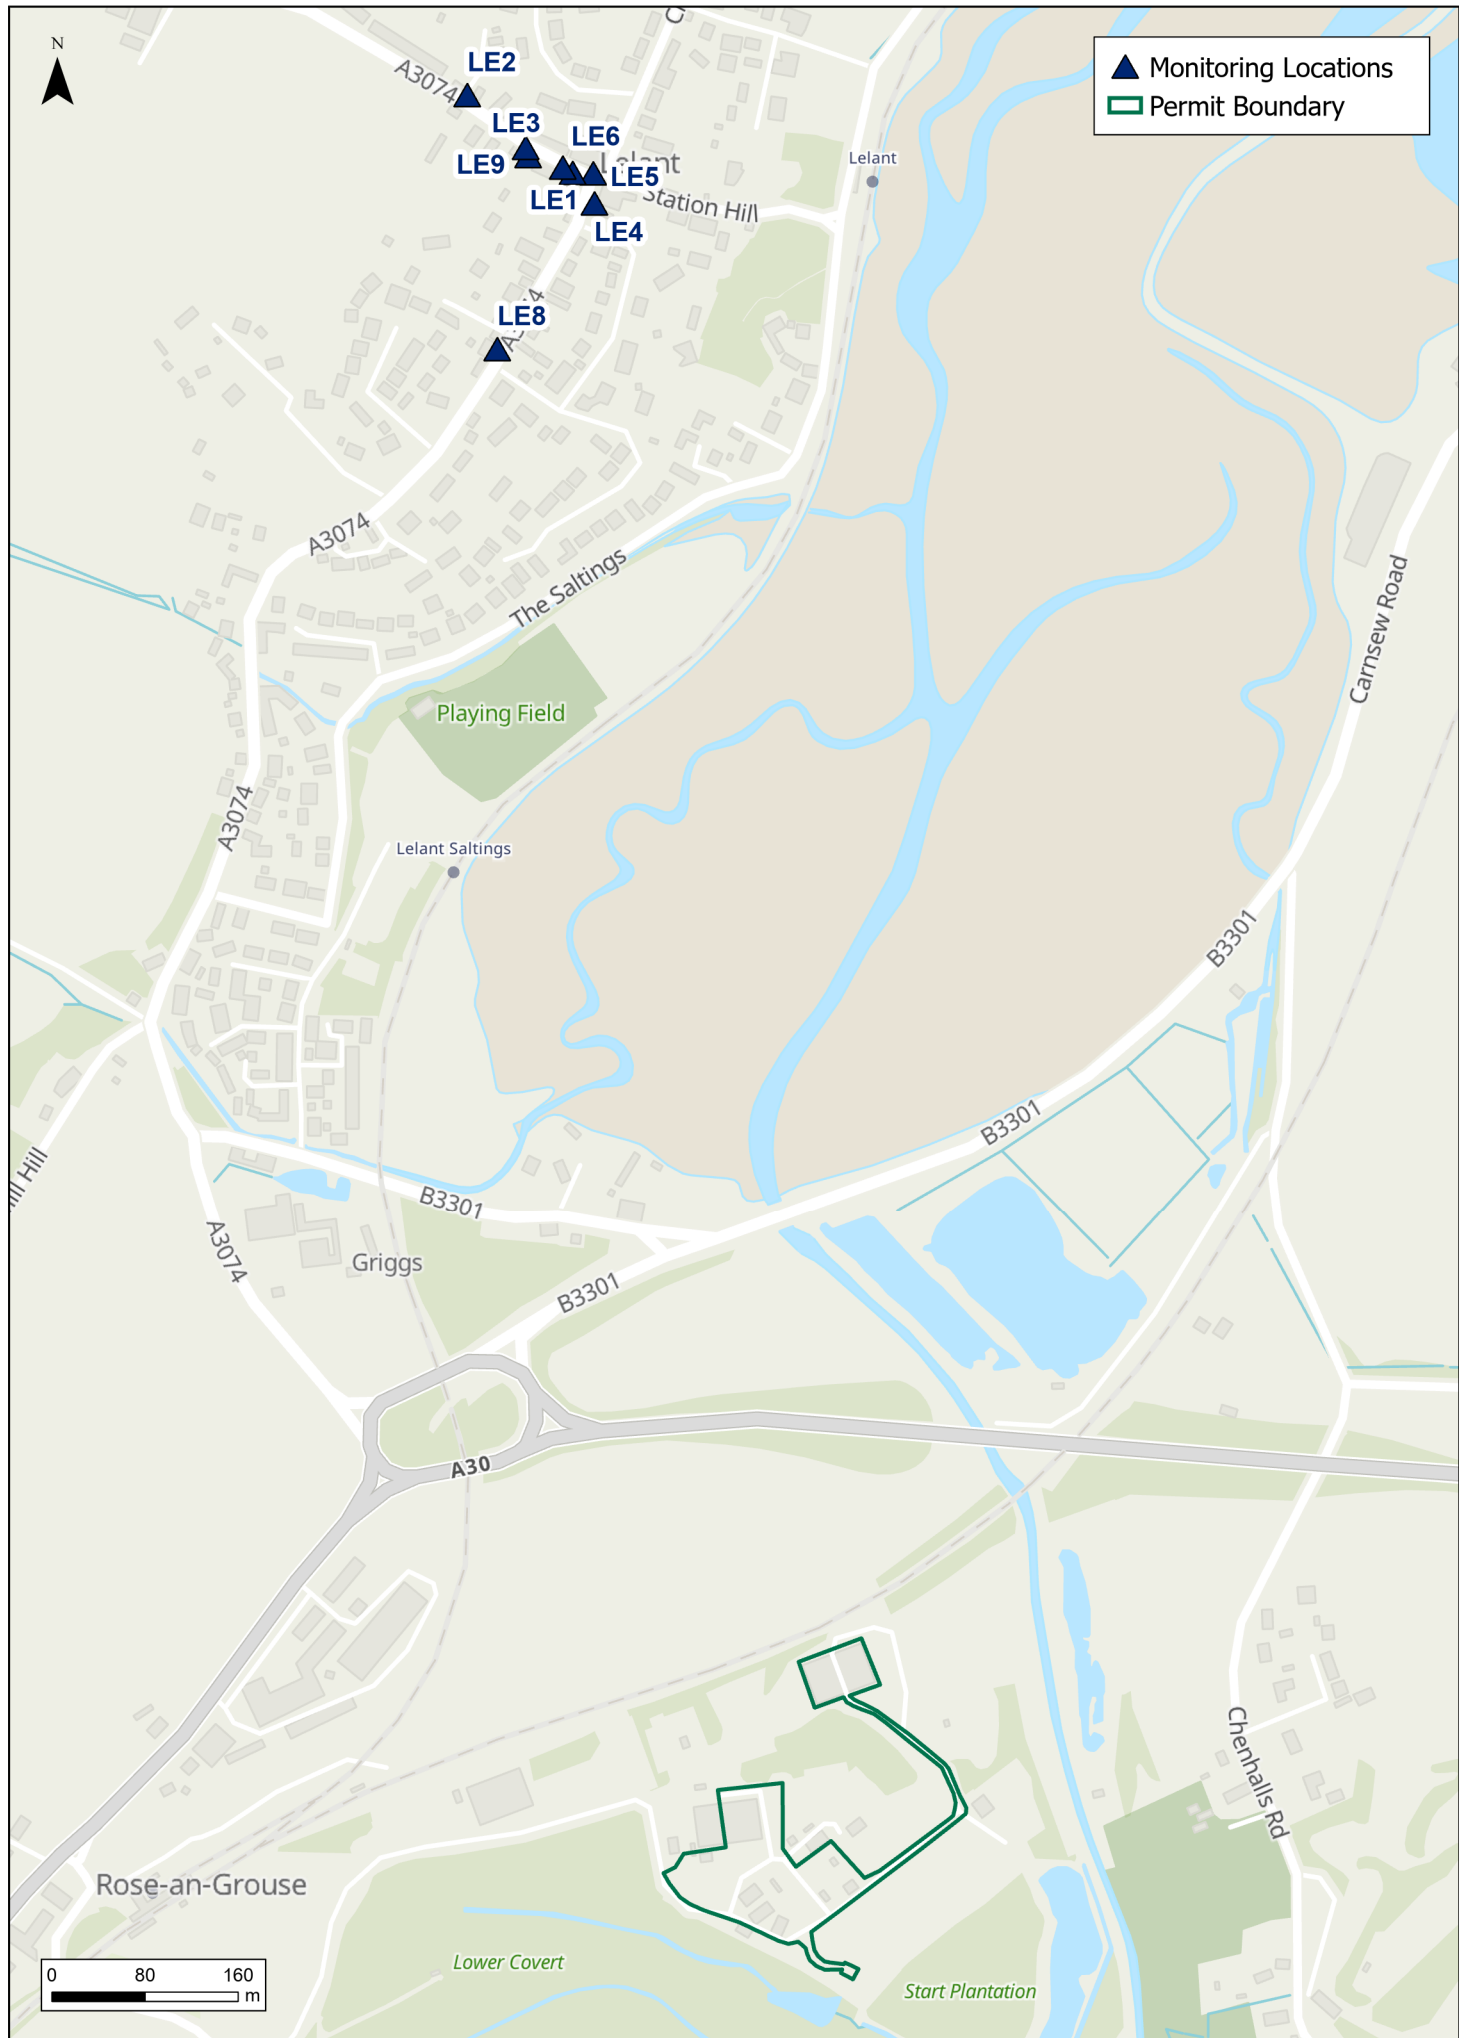 N
Monitoring Locations
Permit Boundary
LE2
A3074
LE3
LE6
LE9
Lelant
Lelant
LE5
LE1
Station Hill
LE4
LE8
A3074
The Saltings
Carnsew Road
Playing Field
A3074
Lelant Saltings
B3301
B3301
B3301
A3074
Griggs
B3301
A30
Chenhalls Rd
Rose-an-Grouse
Lower Covert
Start Plantation
0 80 160
m